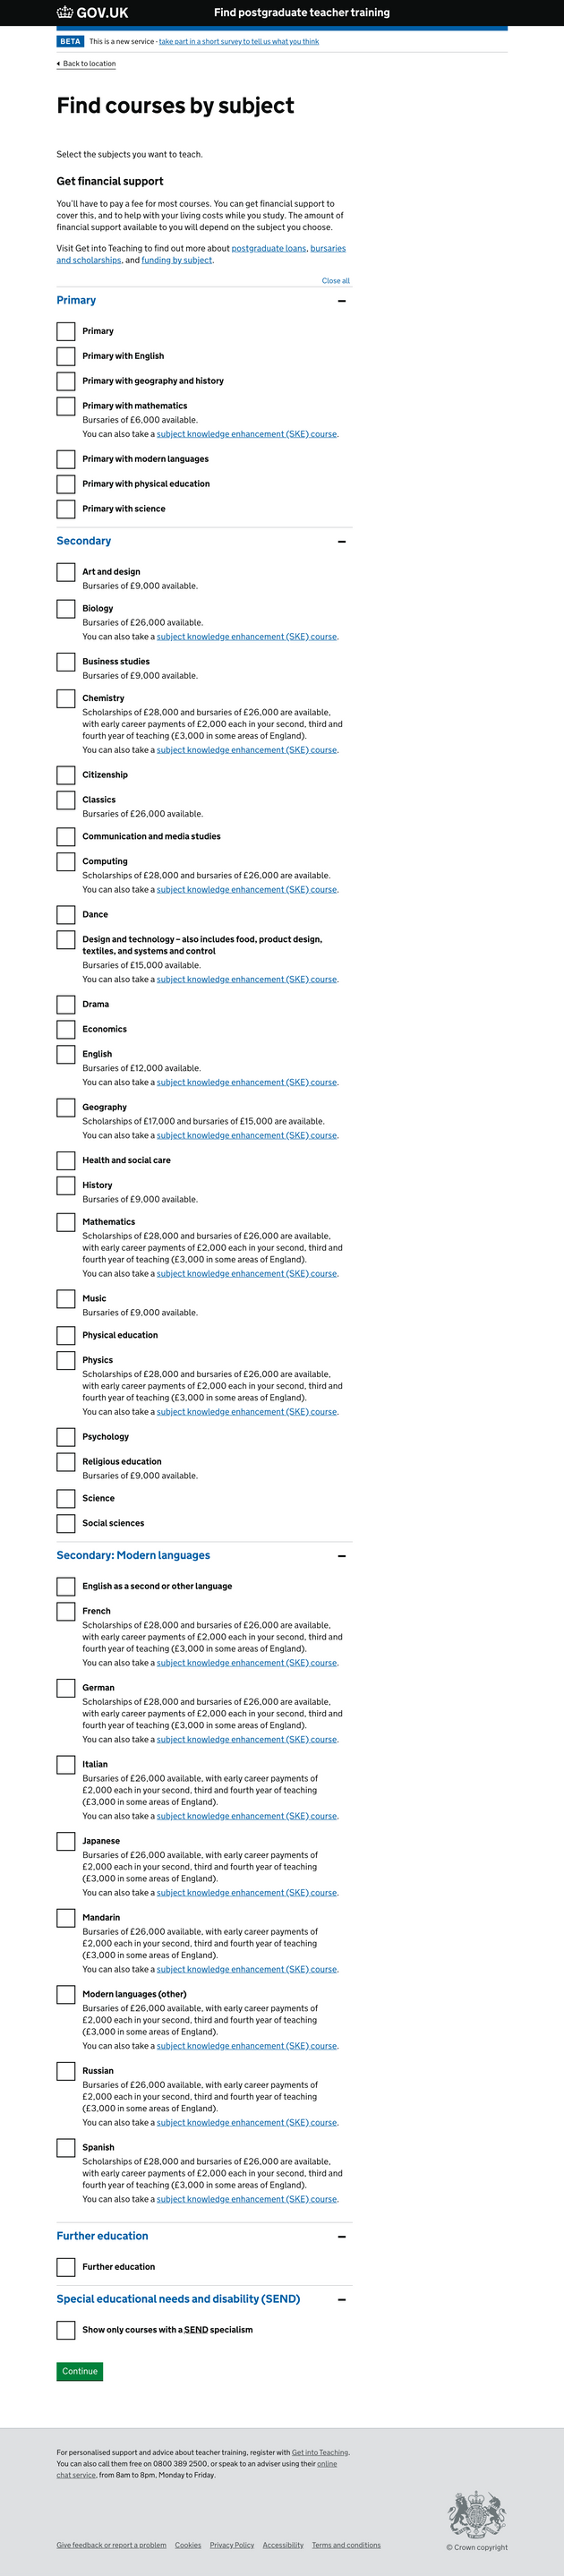 GOV.UK
Find postgraduate teacher training
BETA This is a new service - take part in a short survey to tell us what you think
Back to location
Find courses by subject
Select the subjects you want to teach.
Get financial support
You'll have to pay a fee for most courses. You can get financial support to
cover this, and to help with your living costs while you study. The amount of
financial support available to you will depend on the subject you choose.
Visit Get into Teaching to find out more about postgraduate loans, bursaries
and scholarships, and funding by subject.
Close all
Primary
Primary
Primary with English
Primary with geography and history
Primary with mathematics
Bursaries of £6,000 available.
You can also take a subject knowledge enhancement (SKE) course.
Primary with modern languages
Primary with physical education
Primary with science
Secondary
Art and design
Bursaries of £9,000 available.
Biology
Bursaries of £26,000 available.
You can also take a subject knowledge enhancement (SKE) course.
Business studies
Bursaries of £9,000 available.
Chemistry
Scholarships of £28,000 and bursaries of £26,000 are available,
with early career payments of £2,000 each in your second, third and
fourth year of teaching (£3,000 in some areas of England).
You can also take a subject knowledge enhancement (SKE) course.
Citizenship
Classics
Bursaries of £26,000 available.
Communication and media studies
Computing
Scholarships of £28,000 and bursaries of £26,000 are available.
You can also take a subject knowledge enhancement (SKE) course.
Dance
Design and technology – also includes food, product design,
textiles, and systems and control
Bursaries of £15,000 available.
You can also take a subject knowledge enhancement (SKE) course.
Drama
Economics
English
Bursaries of £12,000 available.
You can also take a subject knowledge enhancement (SKE) course.
Geography
Scholarships of £17,000 and bursaries of £15,000 are available.
You can also take a subject knowledge enhancement (SKE) course.
Health and social care
History
Bursaries of £9,000 available.
Mathematics
Scholarships of £28,000 and bursaries of £26,000 are available,
with early career payments of £2,000 each in your second, third and
fourth year of teaching (£3,000 in some areas of England).
You can also take a subject knowledge enhancement (SKE) course.
Music
Bursaries of £9,000 available.
Physical education
Physics
Scholarships of £28,000 and bursaries of £26,000 are available,
with early career payments of £2,000 each in your second, third and
fourth year of teaching (£3,000 in some areas of England).
You can also take a subject knowledge enhancement (SKE) course.
Psychology
Religious education
Bursaries of £9,000 available.
Science
Social sciences
Secondary: Modern languages
English as a second or other language
French
Scholarships of £28,000 and bursaries of £26,000 are available,
with early career payments of £2,000 each in your second, third and
fourth year of teaching (£3,000 in some areas of England).
You can also take a subject knowledge enhancement (SKE) course.
German
Scholarships of £28,000 and bursaries of £26,000 are available,
with early career payments of £2,000 each in your second, third and
fourth year of teaching (£3,000 in some areas of England).
You can also take a subject knowledge enhancement (SKE) course.
Italian
Bursaries of £26,000 available, with early career payments of
£2,000 each in your second, third and fourth year of teaching
(£3,000 in some areas of England).
You can also take a subject knowledge enhancement (SKE) course.
Japanese
Bursaries of £26,000 available, with early career payments of
£2,000 each in your second, third and fourth year of teaching
(£3,000 in some areas of England).
You can also take a subject knowledge enhancement (SKE) course.
Mandarin
Bursaries of £26,000 available, with early career payments of
£2,000 each in your second, third and fourth year of teaching
(£3,000 in some areas of England).
You can also take a subject knowledge enhancement (SKE) course.
Modern languages (other)
Bursaries of £26,000 available, with early career payments of
£2,000 each in your second, third and fourth year of teaching
(£3,000 in some areas of England).
You can also take a subject knowledge enhancement (SKE) course.
Russian
Bursaries of £26,000 available, with early career payments of
£2,000 each in your second, third and fourth year of teaching
(£3,000 in some areas of England).
You can also take a subject knowledge enhancement (SKE) course.
Spanish
Scholarships of £28,000 and bursaries of £26,000 are available,
with early career payments of £2,000 each in your second, third and
fourth year of teaching (£3,000 in some areas of England).
You can also take a subject knowledge enhancement (SKE) course.
Further education
Further education
Special educational needs and disability (SEND)
Show only courses with a SEND specialism
Continue
For personalised support and advice about teacher training, register with Get into Teaching.
You can also call them free on 0800 389 2500, or speak to an adviser using their online
chat service, from 8am to 8pm, Monday to Friday.
Give feedback or report a problem Cookies Privacy Policy Accessibility Terms and conditions
© Crown copyright